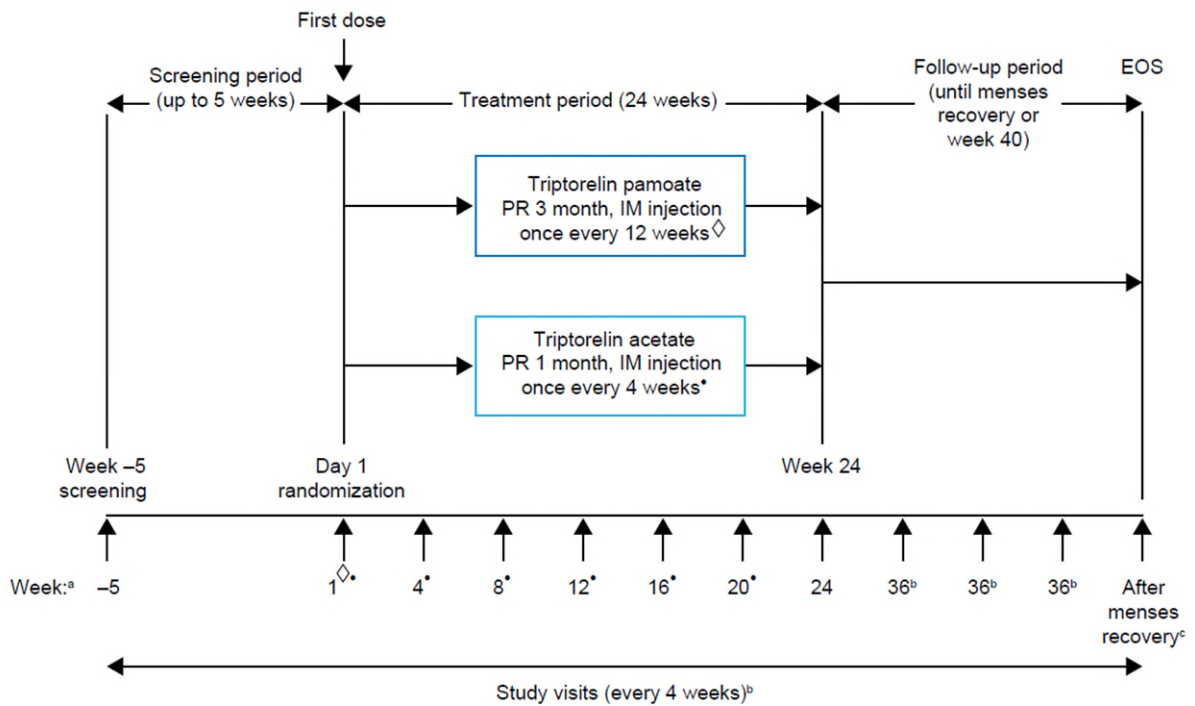 First dose
Screening period
(up to 5 weeks)
Treatment period (24 weeks)
Follow-up period
(until menses
recovery or
week 40)
EOS
Triptorelin pamoate
PR 3 month, IM injection
once every 12 weeks◊
Triptorelin acetate
PR 1 month, IM injection
once every 4 weeks•
Week –5
screening
Day 1
randomization
Week 24
Week:ᵃ –5 1◊,• 4• 8• 12• 16• 20• 24 36ᵇ 36ᵇ 36ᵇ After
menses
recoveryᶜ
Study visits (every 4 weeks)ᵇ